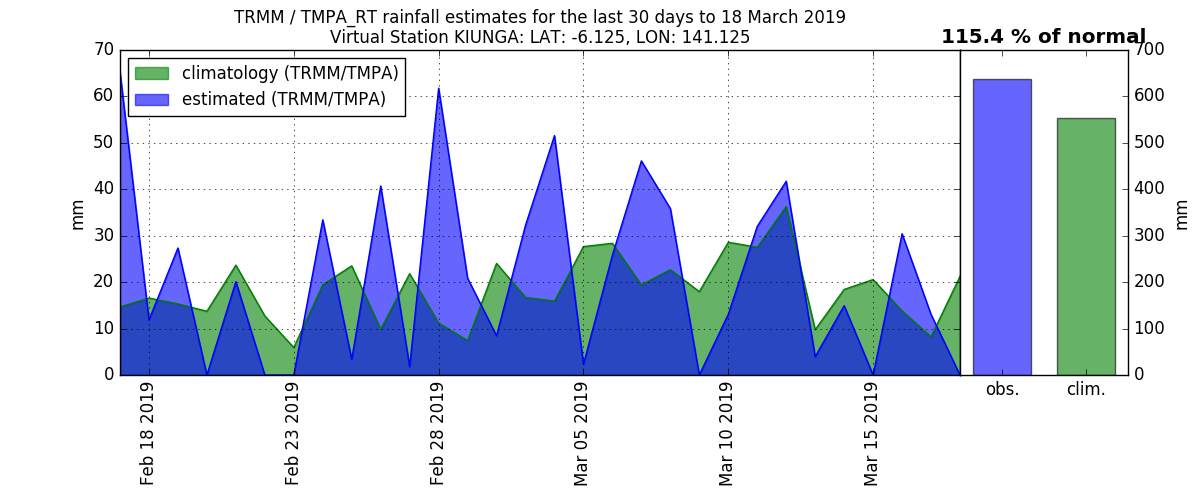 TRMM / TMPA_RT rainfall estimates for the last 30 days to 18 March 2019
Virtual Station KIUNGA: LAT: -6.125, LON: 141.125
115.4 % of normal
climatology (TRMM/TMPA)
estimated (TRMM/TMPA)
70
60
50
40
30
20
10
0
mm
Feb 18 2019
Feb 23 2019
Feb 28 2019
Mar 05 2019
Mar 10 2019
Mar 15 2019
700
600
500
400
300
200
100
0
mm
obs.
clim.